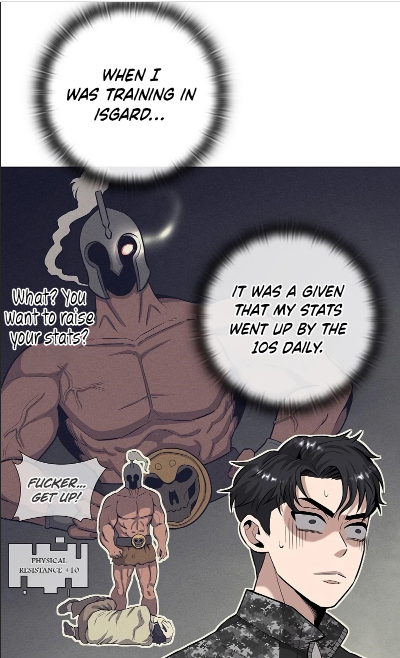 WHEN I
WAS TRAINING IN
ISGARD...
What? You
want to raise
your stats?
IT WAS A GIVEN
THAT MY STATS
WENT UP BY THE
10S DAILY.
FUCKER...
GET UP!
PHYSICAL
RESISTANCE +10